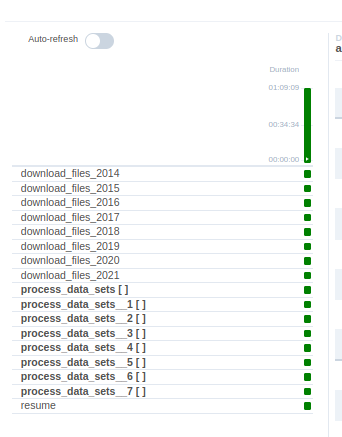 Auto-refresh
Duration
01:09:09
00:34:34
00:00:00
download_files_2014
download_files_2015
download_files_2016
download_files_2017
download_files_2018
download_files_2019
download_files_2020
download_files_2021
process_data_sets [ ]
process_data_sets__1 [ ]
process_data_sets__2 [ ]
process_data_sets__3 [ ]
process_data_sets__4 [ ]
process_data_sets__5 [ ]
process_data_sets__6 [ ]
process_data_sets__7 [ ]
resume